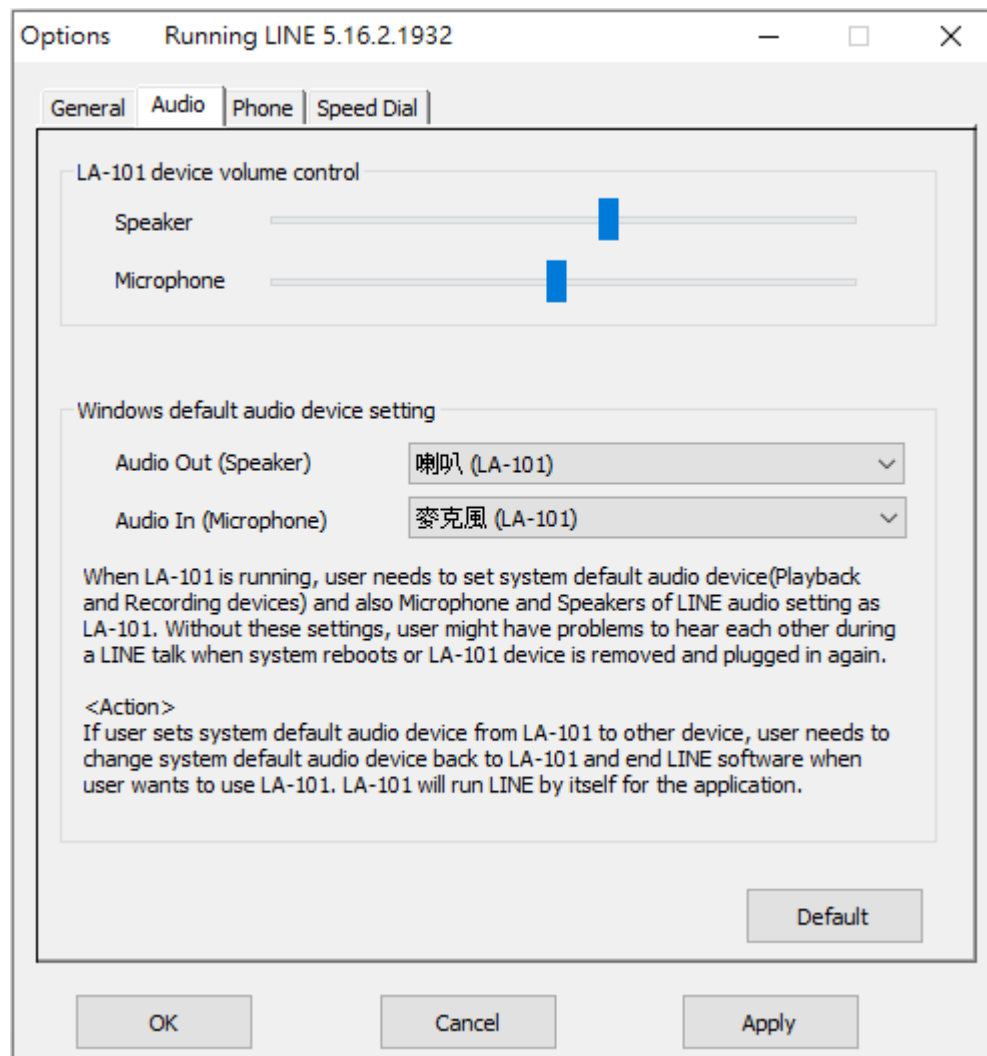 Options Running LINE 5.16.2.1932
General Audio Phone Speed Dial
LA-101 device volume control
Speaker
Microphone
Windows default audio device setting
Audio Out (Speaker) 喇叭 (LA-101)
Audio In (Microphone) 麥克風 (LA-101)
When LA-101 is running, user needs to set system default audio device(Playback
and Recording devices) and also Microphone and Speakers of LINE audio setting as
LA-101. Without these settings, user might have problems to hear each other during
a LINE talk when system reboots or LA-101 device is removed and plugged in again.
<Action>
If user sets system default audio device from LA-101 to other device, user needs to
change system default audio device back to LA-101 and end LINE software when
user wants to use LA-101. LA-101 will run LINE by itself for the application.
Default
OK Cancel Apply